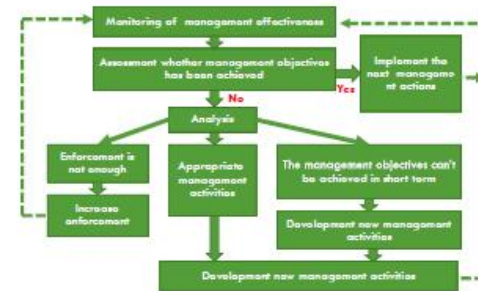 Monitoring of management effectiveness
Assessment whether management objectives
has been achieved
Implement the
next manageme
nt actions
Yes
No
Analysis
Enforcement is
not enough
Appropriate
management
activities
The management objectives can't
be achieved in short term
Increase
enforcement
Development new management
activities
Development new management activities